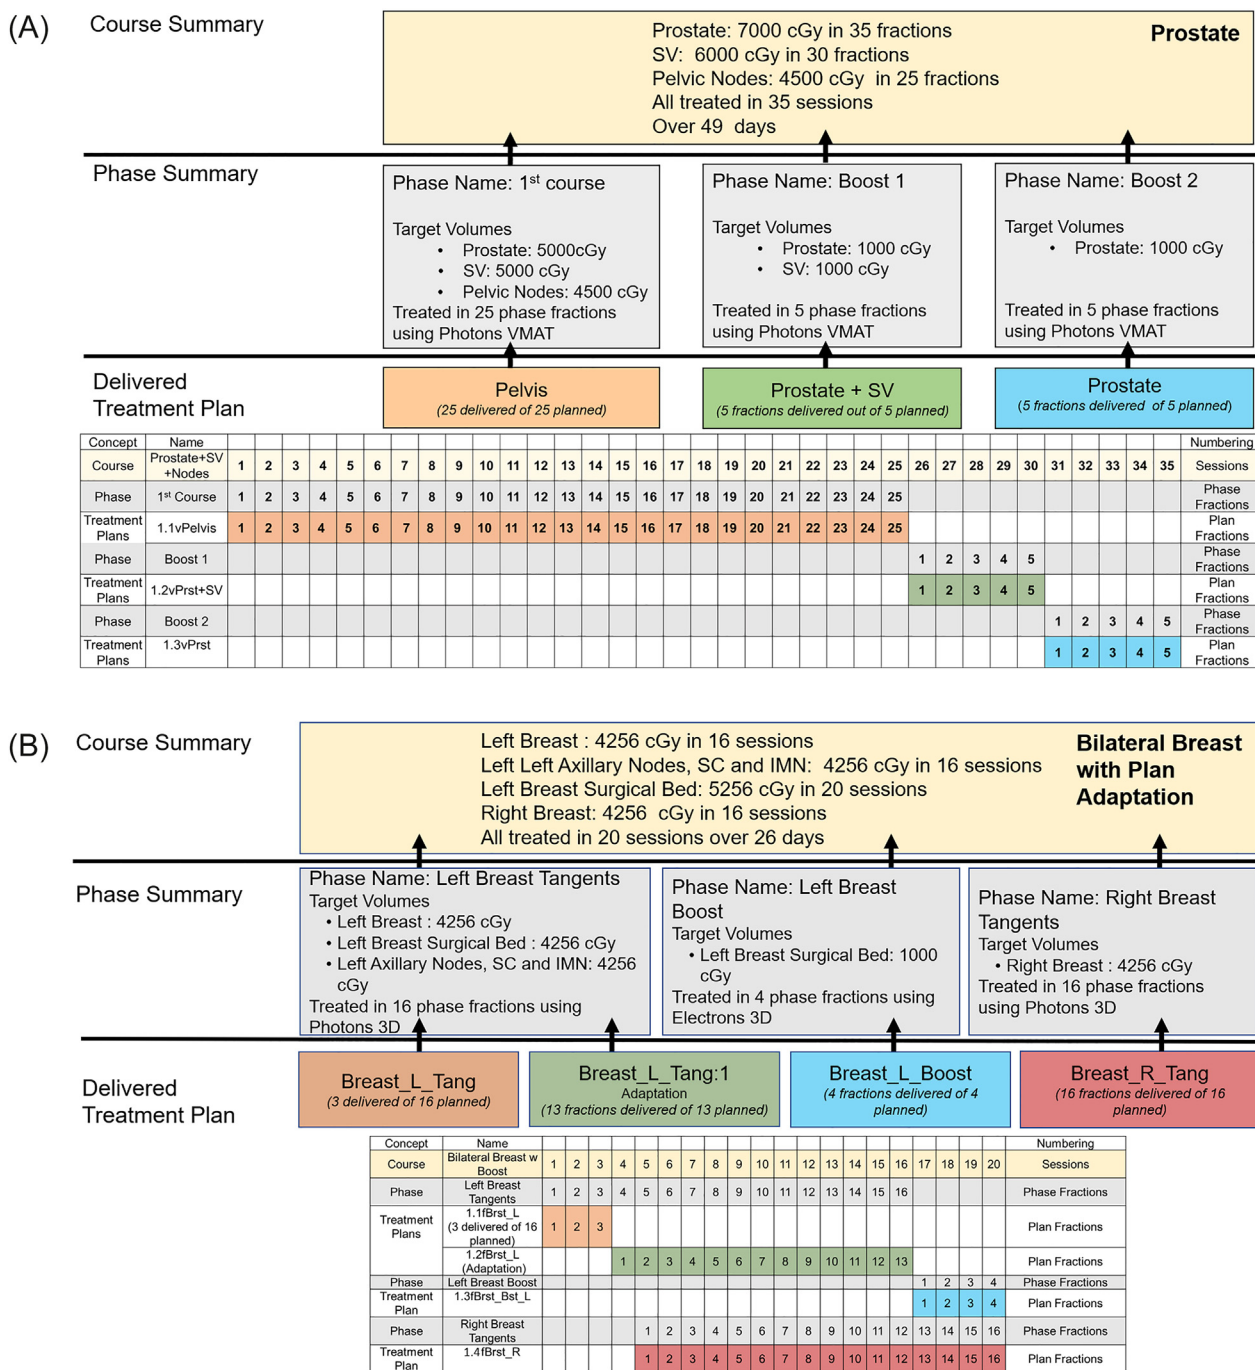 (A)
Course Summary
Prostate: 7000 cGy in 35 fractions
SV: 6000 cGy in 30 fractions
Pelvic Nodes: 4500 cGy in 25 fractions
All treated in 35 sessions
Over 49 days
Prostate
Phase Summary
Phase Name: 1st course
Target Volumes
• Prostate: 5000cGy
• SV: 5000 cGy
• Pelvic Nodes: 4500 cGy
Treated in 25 phase fractions
using Photons VMAT
Phase Name: Boost 1
Target Volumes
• Prostate: 1000 cGy
• SV: 1000 cGy
Treated in 5 phase fractions
using Photons VMAT
Phase Name: Boost 2
Target Volumes
• Prostate: 1000 cGy
Treated in 5 phase fractions
using Photons VMAT
Delivered
Treatment Plan
Pelvis
(25 delivered of 25 planned)
Prostate + SV
(5 fractions delivered out of 5 planned)
Prostate
(5 fractions delivered of 5 planned)
Concept Name Numbering
Course Prostate+SV +Nodes 1 2 3 4 5 6 7 8 9 10 11 12 13 14 15 16 17 18 19 20 21 22 23 24 25 26 27 28 29 30 31 32 33 34 35 Sessions
Phase 1st Course 1 2 3 4 5 6 7 8 9 10 11 12 13 14 15 16 17 18 19 20 21 22 23 24 25 Phase Fractions
Treatment Plans 1.1vPelvis 1 2 3 4 5 6 7 8 9 10 11 12 13 14 15 16 17 18 19 20 21 22 23 24 25 Plan Fractions
Phase Boost 1 1 2 3 4 5 Phase Fractions
Treatment Plans 1.2vPrst+SV 1 2 3 4 5 Plan Fractions
Phase Boost 2 1 2 3 4 5 Phase Fractions
Treatment Plans 1.3vPrst 1 2 3 4 5 Plan Fractions
(B)
Course Summary
Left Breast : 4256 cGy in 16 sessions
Left Left Axillary Nodes, SC and IMN: 4256 cGy in 16 sessions
Left Breast Surgical Bed: 5256 cGy in 20 sessions
Right Breast: 4256 cGy in 16 sessions
All treated in 20 sessions over 26 days
Bilateral Breast
with Plan
Adaptation
Phase Summary
Phase Name: Left Breast Tangents
Target Volumes
• Left Breast : 4256 cGy
• Left Breast Surgical Bed : 4256 cGy
• Left Axillary Nodes, SC and IMN: 4256
cGy
Treated in 16 phase fractions using
Photons 3D
Phase Name: Left Breast
Boost
Target Volumes
• Left Breast Surgical Bed: 1000
cGy
Treated in 4 phase fractions using
Electrons 3D
Phase Name: Right Breast
Tangents
Target Volumes
• Right Breast : 4256 cGy
Treated in 16 phase fractions
using Photons 3D
Delivered
Treatment Plan
Breast_L_Tang
(3 delivered of 16 planned)
Breast_L_Tang:1
Adaptation
(13 fractions delivered of 13 planned)
Breast_L_Boost
(4 fractions delivered of 4
planned)
Breast_R_Tang
(16 fractions delivered of 16
planned)
Concept Name Numbering
Course Bilateral Breast w Boost 1 2 3 4 5 6 7 8 9 10 11 12 13 14 15 16 17 18 19 20 Sessions
Phase Left Breast Tangents 1 2 3 4 5 6 7 8 9 10 11 12 13 14 15 16 Phase Fractions
Treatment Plans 1.1fBrst_L (3 delivered of 16 planned) 1 2 3 Plan Fractions
1.2fBrst_L (Adaptation) 1 2 3 4 5 6 7 8 9 10 11 12 13 Plan Fractions
Phase Left Breast Boost 1 2 3 4 Phase Fractions
Treatment Plan 1.3fBrst_Bst_L 1 2 3 4 Plan Fractions
Phase Right Breast Tangents 1 2 3 4 5 6 7 8 9 10 11 12 13 14 15 16 Phase Fractions
Treatment Plan 1.4fBrst_R 1 2 3 4 5 6 7 8 9 10 11 12 13 14 15 16 Plan Fractions